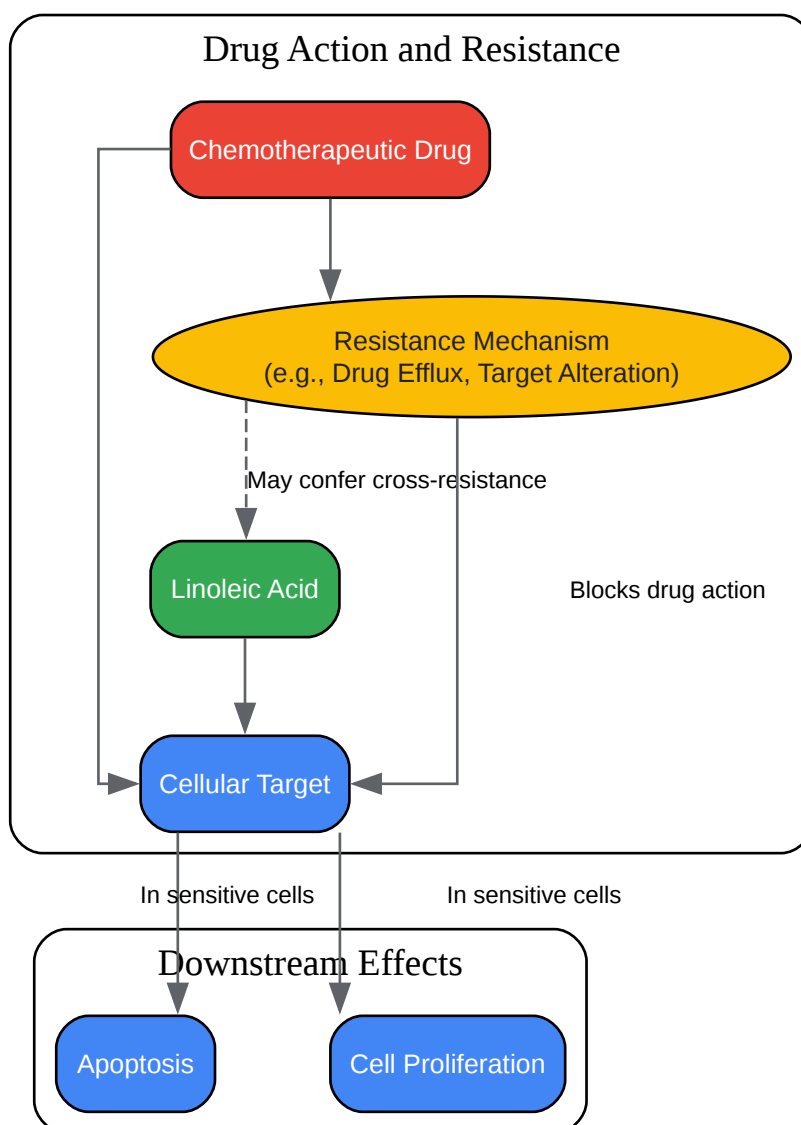 Drug Action and Resistance
Chemotherapeutic Drug
Resistance Mechanism
(e.g., Drug Efflux, Target Alteration)
May confer cross-resistance
Linoleic Acid
Blocks drug action
Cellular Target
In sensitive cells
In sensitive cells
Downstream Effects
Apoptosis
Cell Proliferation